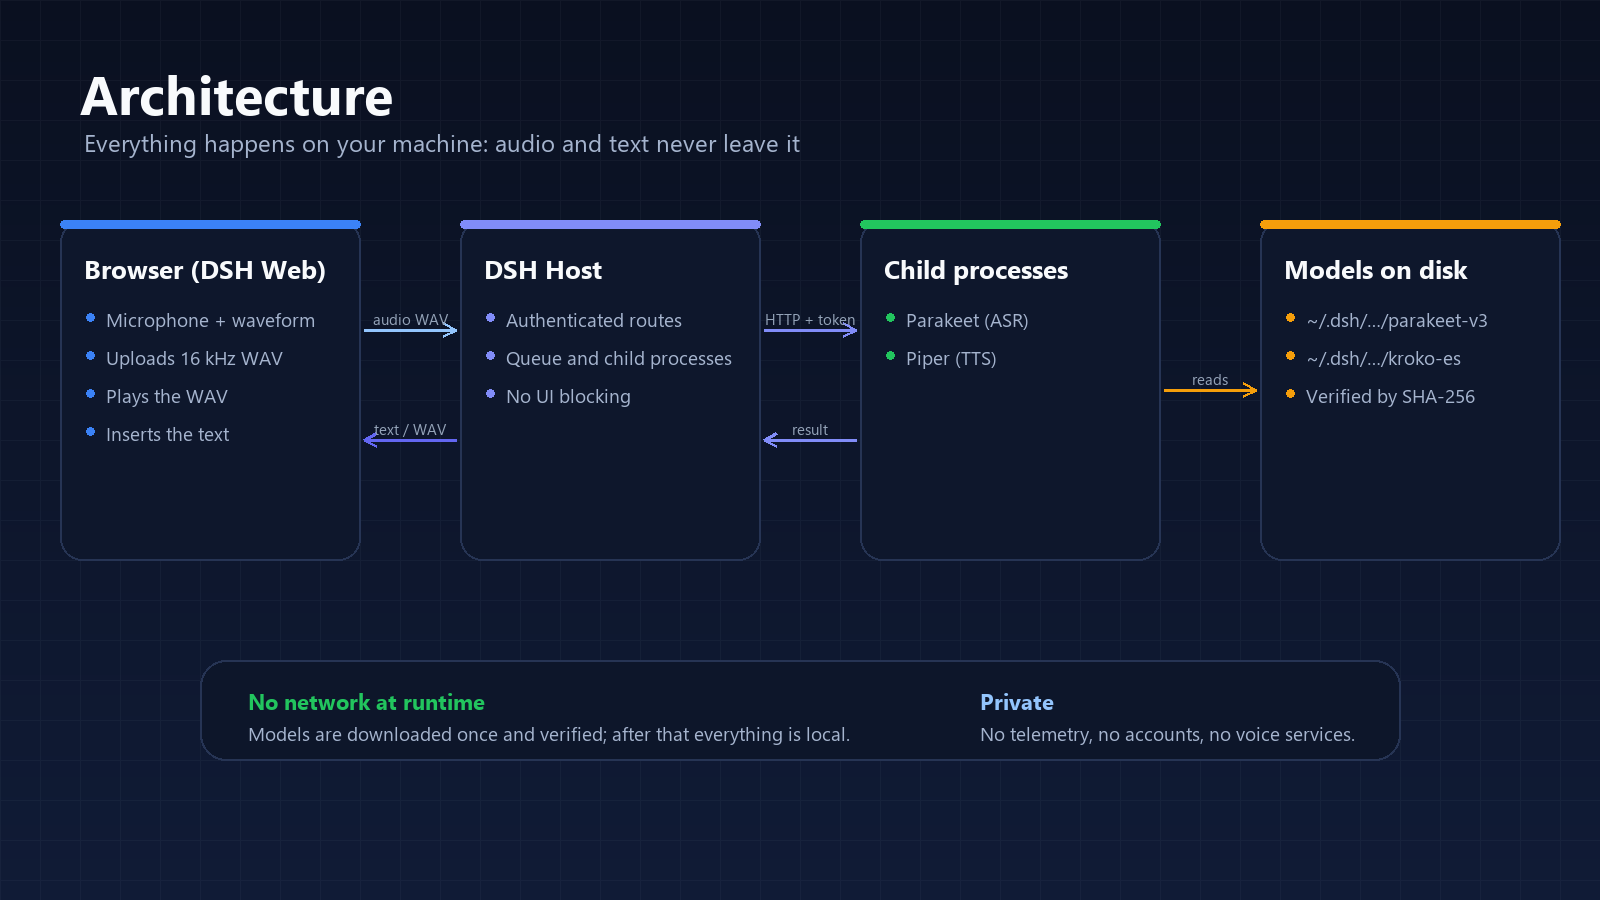 Architecture
Everything happens on your machine: audio and text never leave it
Browser (DSH Web)
Microphone + waveform
Uploads 16 kHz WAV
Plays the WAV
Inserts the text
audio WAV
text / WAV
DSH Host
Authenticated routes
Queue and child processes
No UI blocking
HTTP + token
result
Child processes
Parakeet (ASR)
Piper (TTS)
reads
Models on disk
~/.dsh/.../parakeet-v3
~/.dsh/.../kroko-es
Verified by SHA-256
No network at runtime
Models are downloaded once and verified; after that everything is local.
Private
No telemetry, no accounts, no voice services.